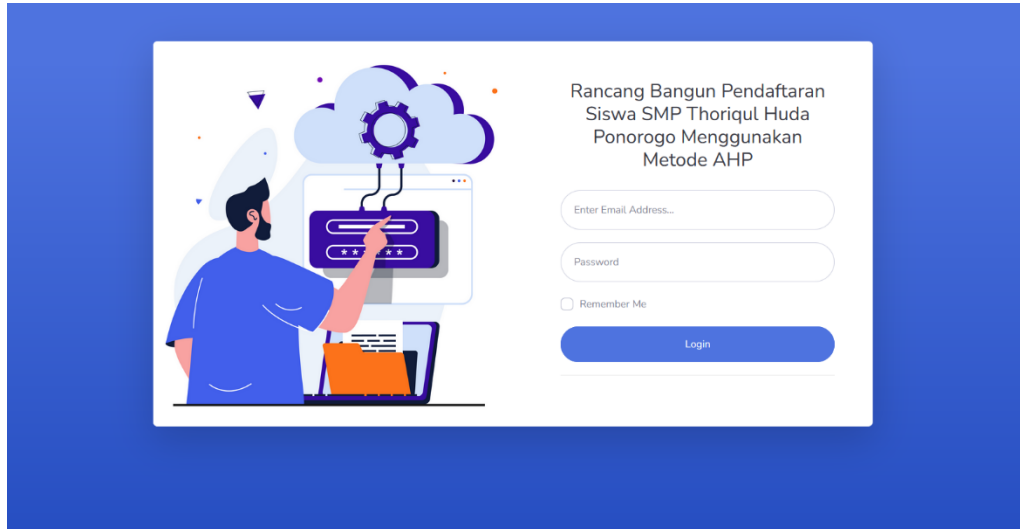 Rancang Bangun Pendaftaran
Siswa SMP Thoriqul Huda
Ponorogo Menggunakan
Metode AHP
Enter Email Address...
Password
Remember Me
Login